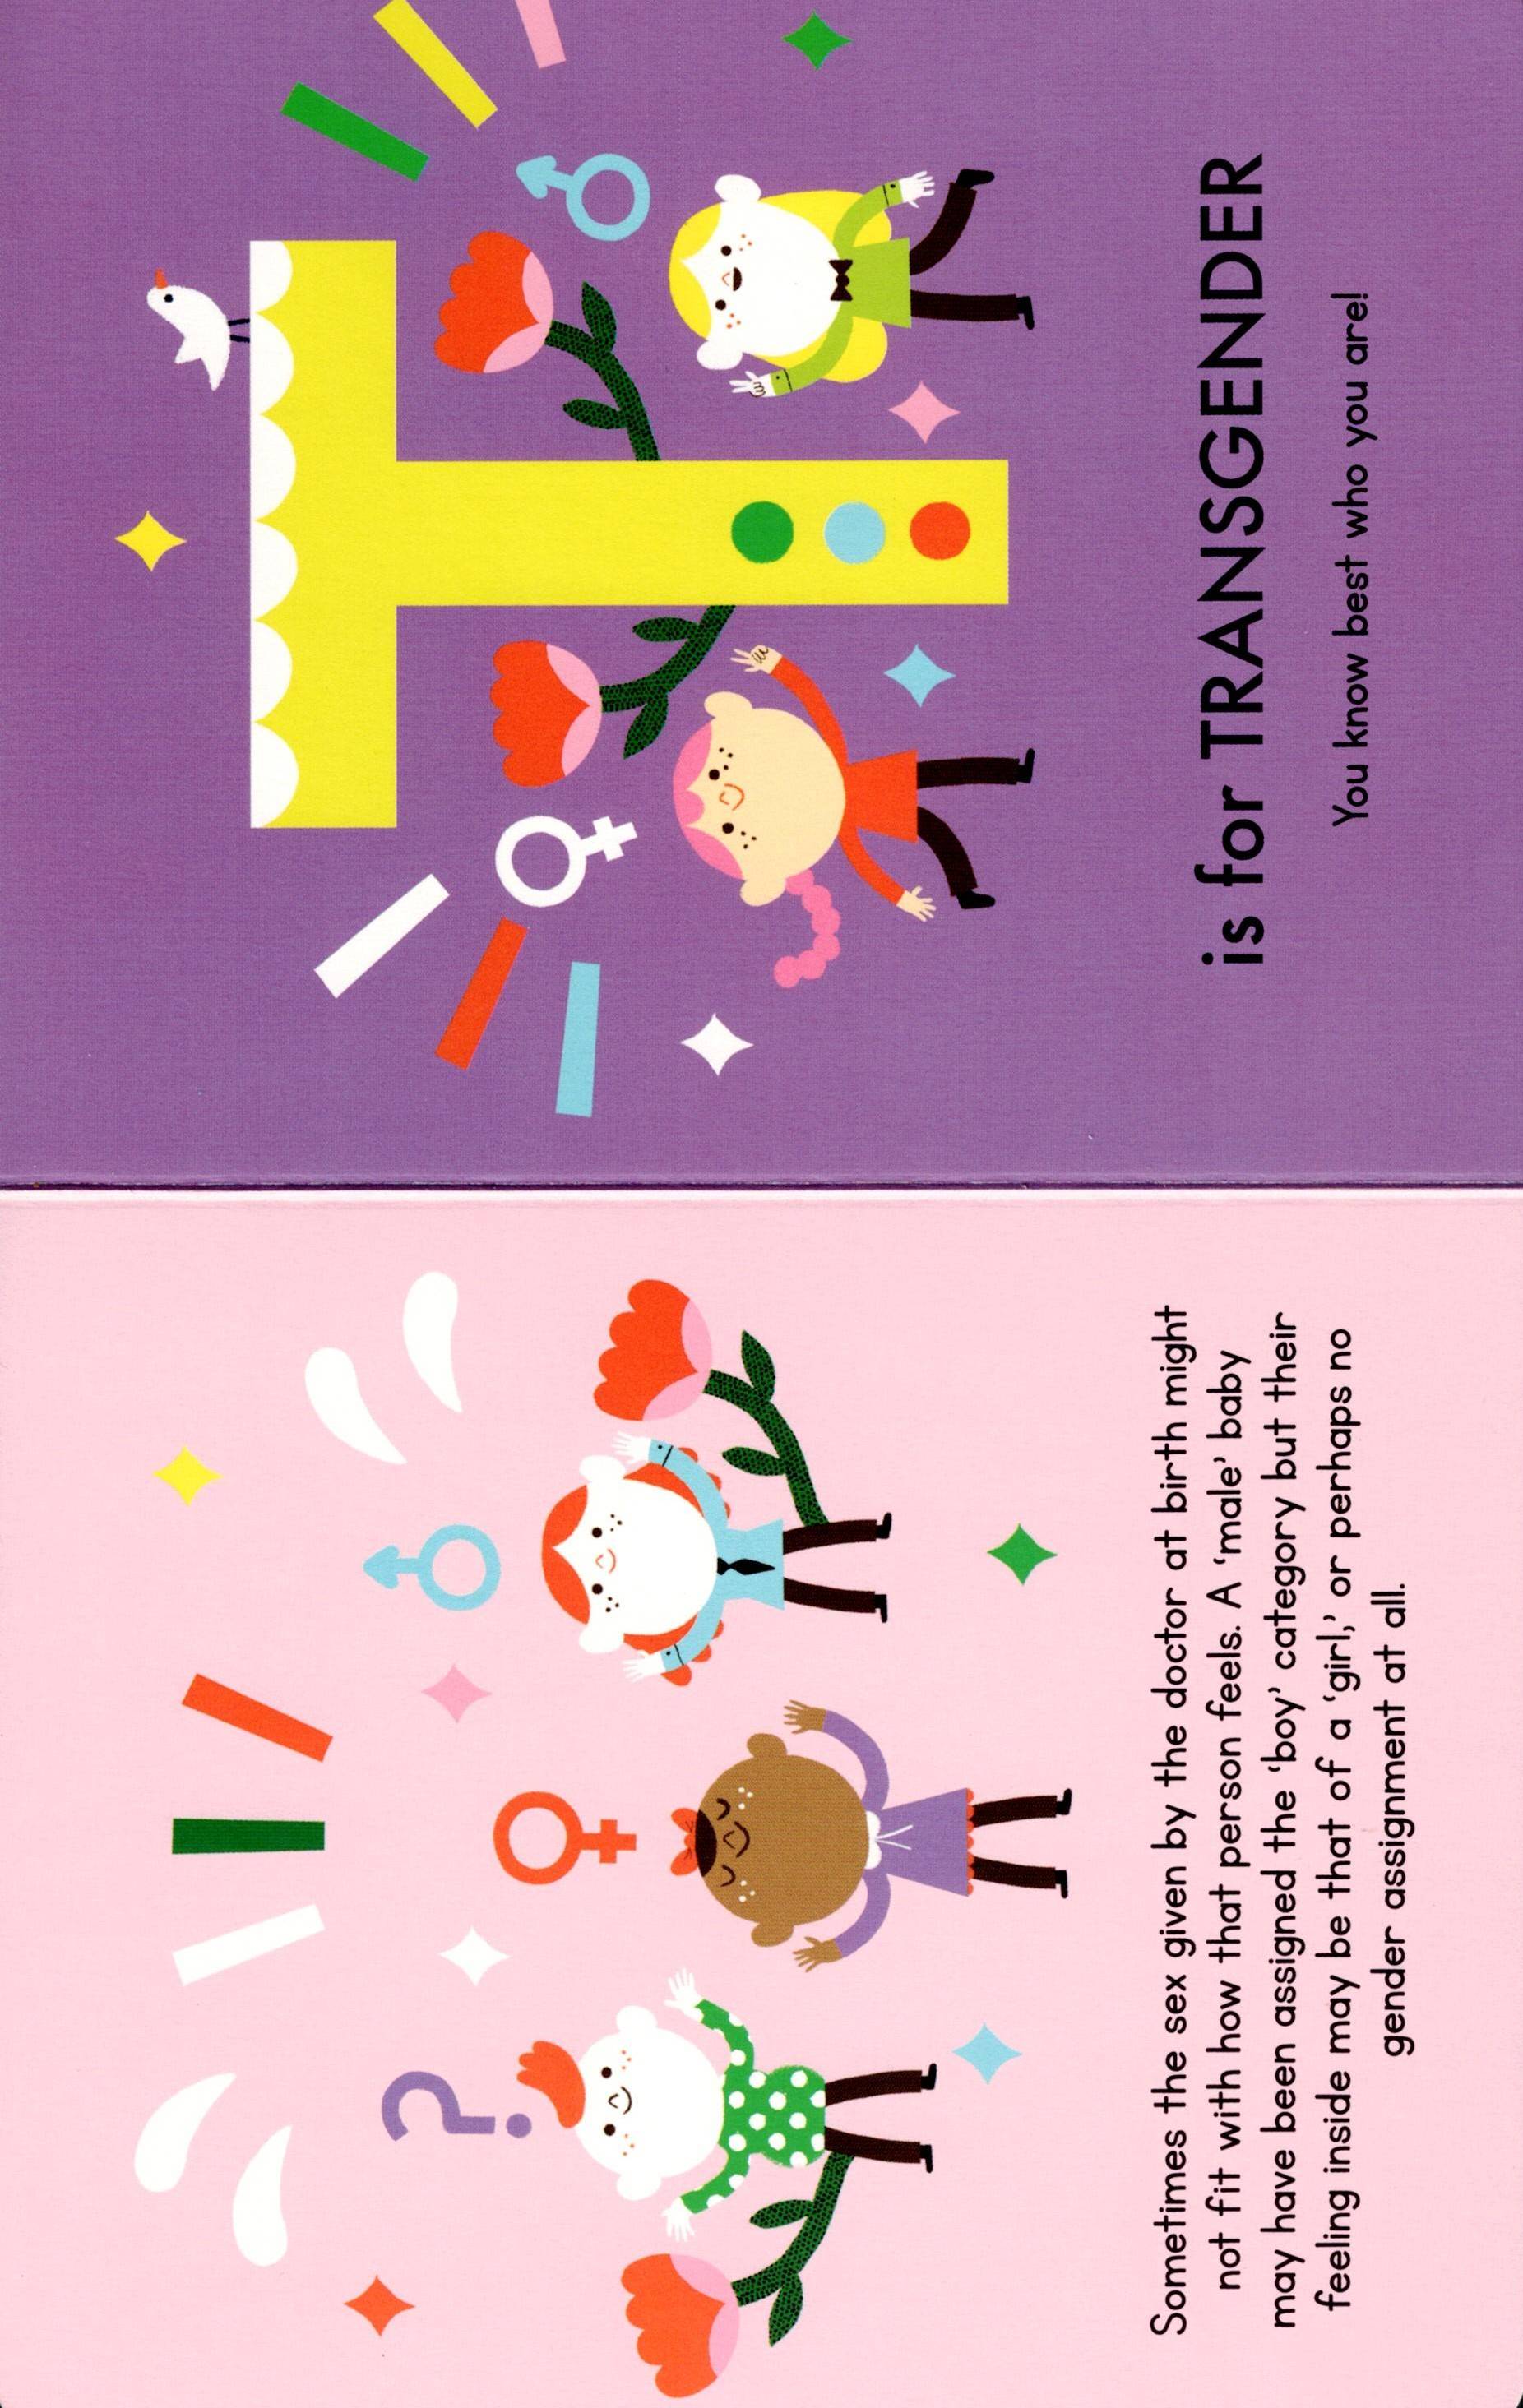 Sometimes the sex given by the doctor at birth might
not fit with how that person feels. A ‘male’ baby
may have been assigned the ‘boy’ category but their
feeling inside may be that of a ‘girl,’ or perhaps no
gender assignment at all.
T
is for TRANSGENDER
You know best who you are!